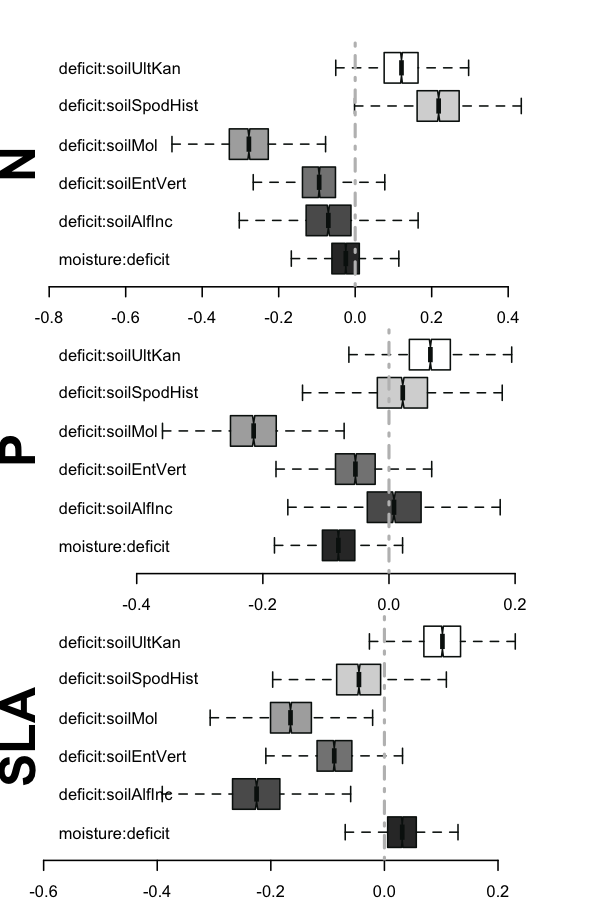 N
deficit:soilUltKan
deficit:soilSpodHist
deficit:soilMol
deficit:soilEntVert
deficit:soilAlfInc
moisture:deficit
-0.8 -0.6 -0.4 -0.2 0.0 0.2 0.4
P
deficit:soilUltKan
deficit:soilSpodHist
deficit:soilMol
deficit:soilEntVert
deficit:soilAlfInc
moisture:deficit
-0.4 -0.2 0.0 0.2
SLA
deficit:soilUltKan
deficit:soilSpodHist
deficit:soilMol
deficit:soilEntVert
deficit:soilAlfInc
moisture:deficit
-0.6 -0.4 -0.2 0.0 0.2